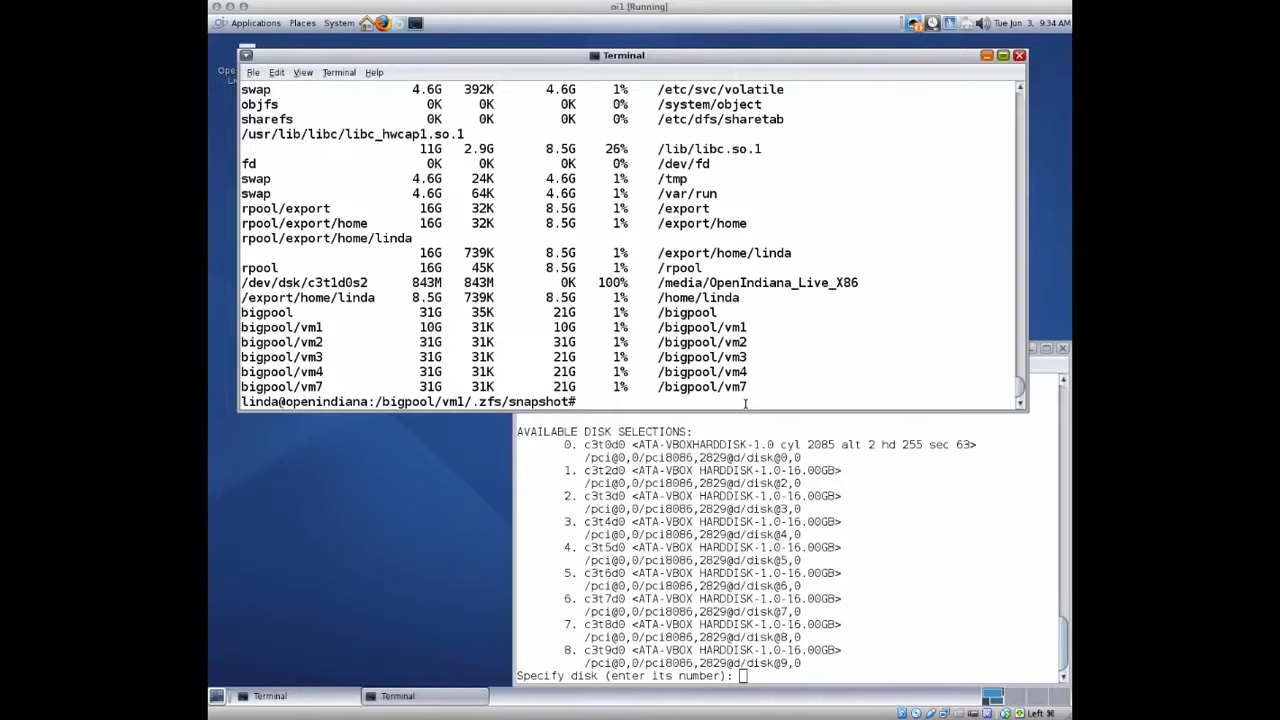 oi1 [Running]
Applications Places System
Tue Jun 3, 9:34 AM
Terminal
File Edit View Terminal Help
swap 4.6G 392K 4.6G 1% /etc/svc/volatile
objfs 0K 0K 0K 0% /system/object
sharefs 0K 0K 0K 0% /etc/dfs/sharetab
/usr/lib/libc/libc_hwcap1.so.1
11G 2.9G 8.5G 26% /lib/libc.so.1
fd 0K 0K 0K 0% /dev/fd
swap 4.6G 24K 4.6G 1% /tmp
swap 4.6G 64K 4.6G 1% /var/run
rpool/export 16G 32K 8.5G 1% /export
rpool/export/home 16G 32K 8.5G 1% /export/home
rpool/export/home/linda
16G 739K 8.5G 1% /export/home/linda
rpool 16G 45K 8.5G 1% /rpool
/dev/dsk/c3t1d0s2 843M 843M 0K 100% /media/OpenIndiana_Live_X86
/export/home/linda 8.5G 739K 8.5G 1% /home/linda
bigpool 31G 35K 21G 1% /bigpool
bigpool/vm1 10G 31K 10G 1% /bigpool/vm1
bigpool/vm2 31G 31K 31G 1% /bigpool/vm2
bigpool/vm3 31G 31K 21G 1% /bigpool/vm3
bigpool/vm4 31G 31K 21G 1% /bigpool/vm4
bigpool/vm7 31G 31K 21G 1% /bigpool/vm7
linda@openindiana:/bigpool/vm1/.zfs/snapshot#
AVAILABLE DISK SELECTIONS:
0. c3t0d0 <ATA-VBOXHARDDISK-1.0 cyl 2085 alt 2 hd 255 sec 63>
/pci@0,0/pci8086,2829@d/disk@0,0
1. c3t2d0 <ATA-VBOX HARDDISK-1.0-16.00GB>
/pci@0,0/pci8086,2829@d/disk@2,0
2. c3t3d0 <ATA-VBOX HARDDISK-1.0-16.00GB>
/pci@0,0/pci8086,2829@d/disk@3,0
3. c3t4d0 <ATA-VBOX HARDDISK-1.0-16.00GB>
/pci@0,0/pci8086,2829@d/disk@4,0
4. c3t5d0 <ATA-VBOX HARDDISK-1.0-16.00GB>
/pci@0,0/pci8086,2829@d/disk@5,0
5. c3t6d0 <ATA-VBOX HARDDISK-1.0-16.00GB>
/pci@0,0/pci8086,2829@d/disk@6,0
6. c3t7d0 <ATA-VBOX HARDDISK-1.0-16.00GB>
/pci@0,0/pci8086,2829@d/disk@7,0
7. c3t8d0 <ATA-VBOX HARDDISK-1.0-16.00GB>
/pci@0,0/pci8086,2829@d/disk@8,0
8. c3t9d0 <ATA-VBOX HARDDISK-1.0-16.00GB>
/pci@0,0/pci8086,2829@d/disk@9,0
Specify disk (enter its number):
Terminal Terminal
Left ⌘